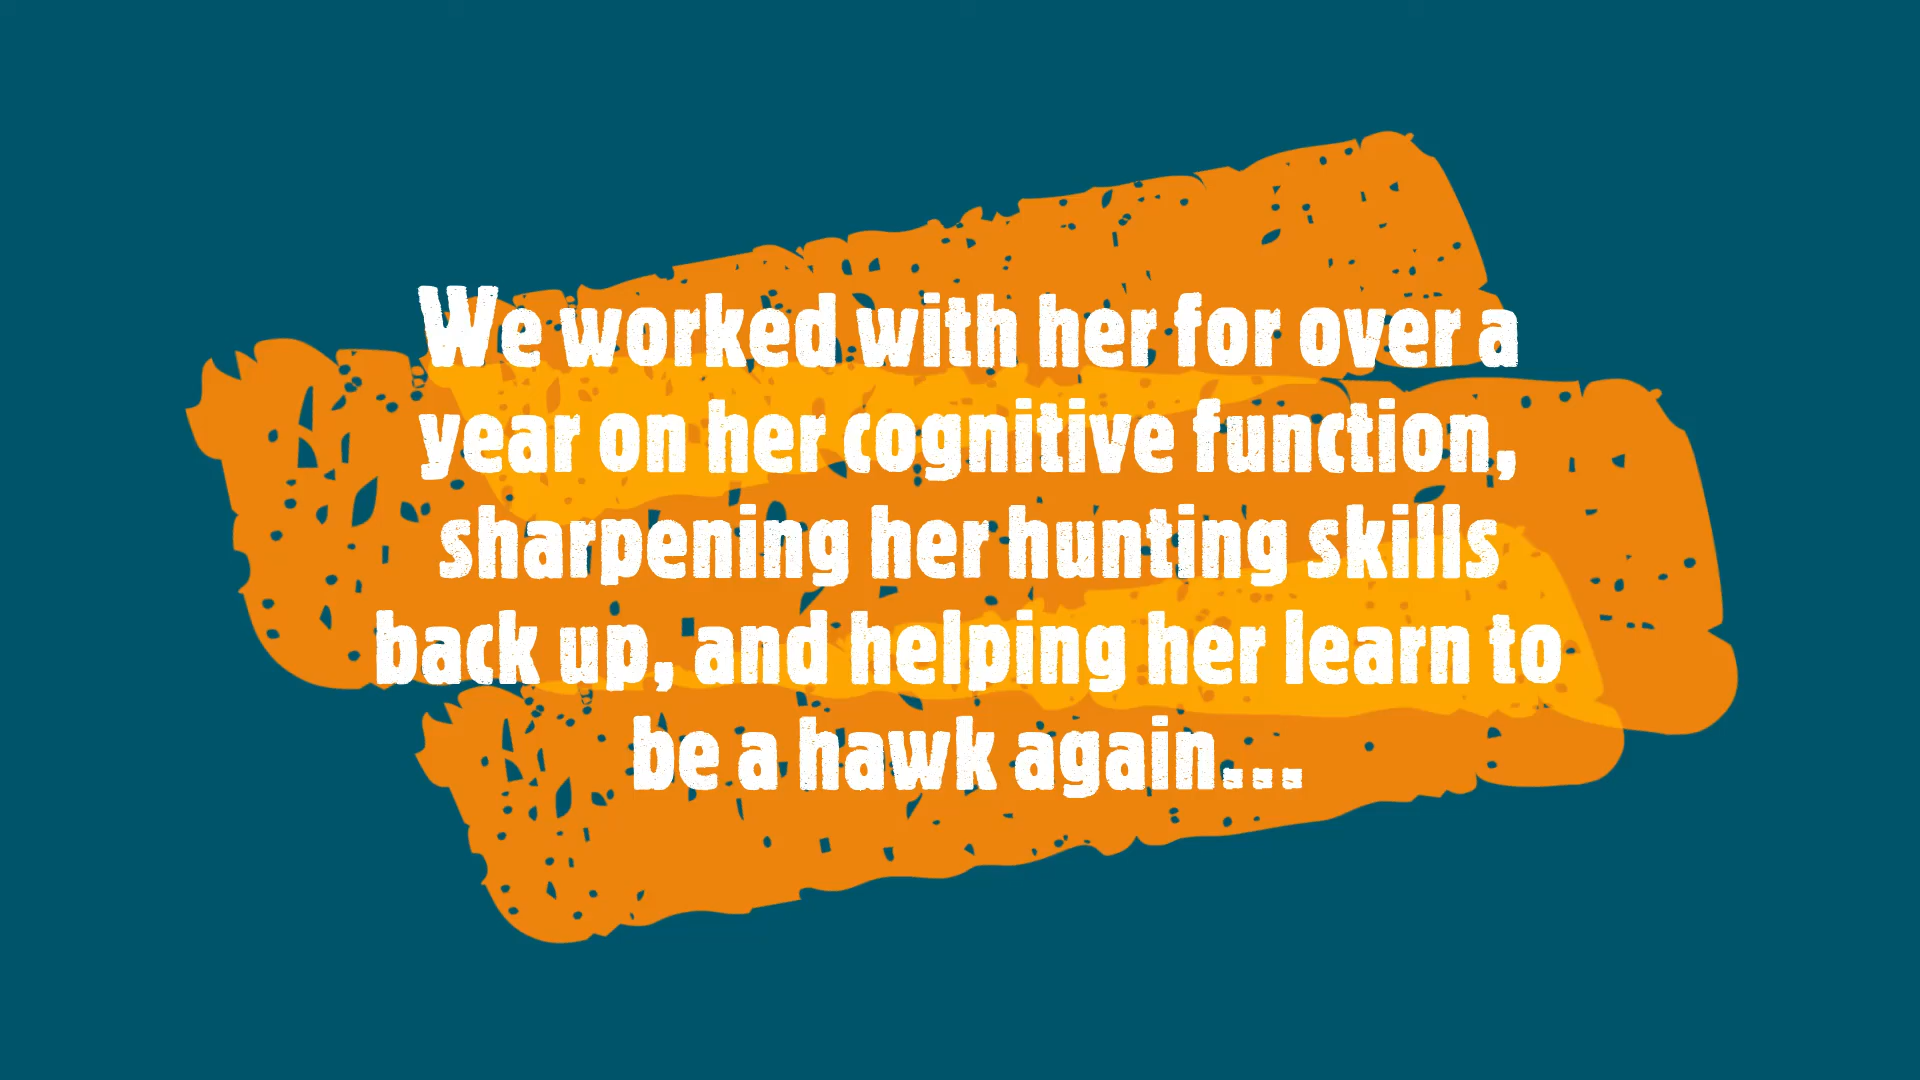 We worked with her for over a
year on her cognitive function,
sharpening her hunting skills
back up, and helping her learn to
be a hawk again...